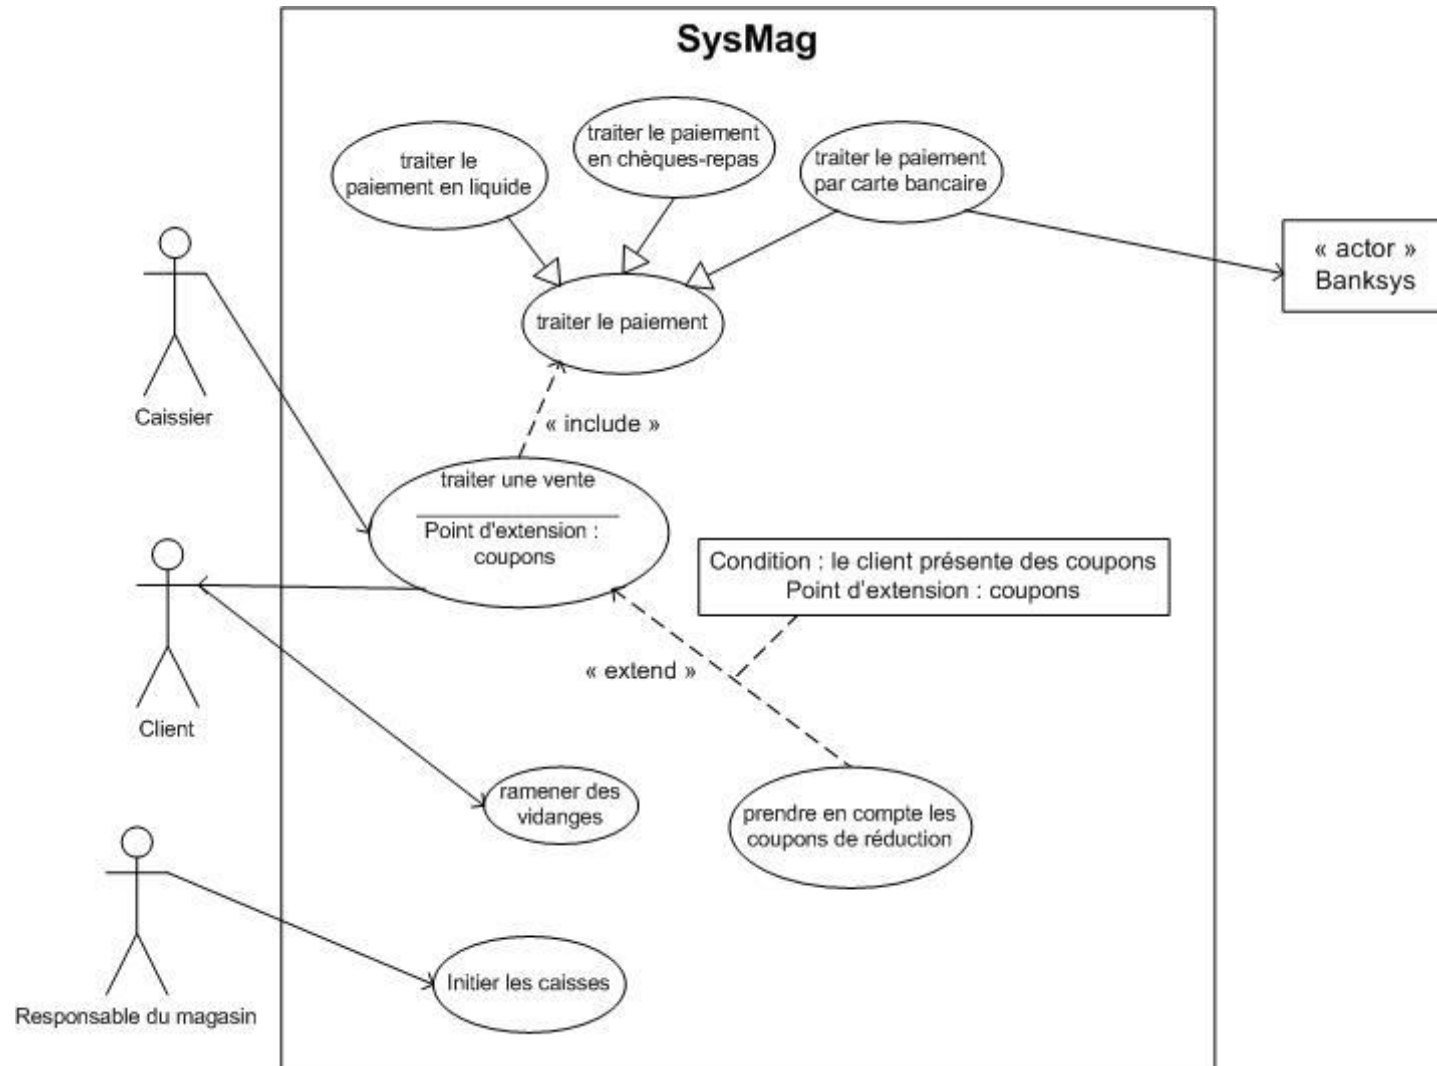 SysMag
traiter le
paiement en liquide
traiter le paiement
en chèques-repas
traiter le paiement
par carte bancaire
« actor »
Banksys
traiter le paiement
Caissier
« include »
traiter une vente
Point d'extension :
coupons
Condition : le client présente des coupons
Point d'extension : coupons
« extend »
Client
ramener des
vidanges
prendre en compte les
coupons de réduction
Initier les caisses
Responsable du magasin